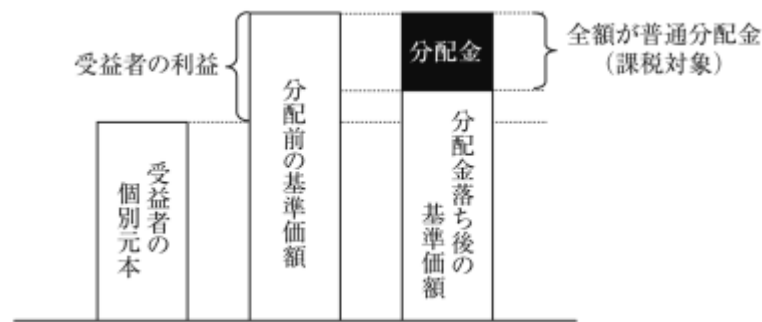 受益者の利益
分配金
全額が普通分配金
（課税対象）
受益者の
個別元本
分配前の基準価額
分配金落ち後の
基準価額